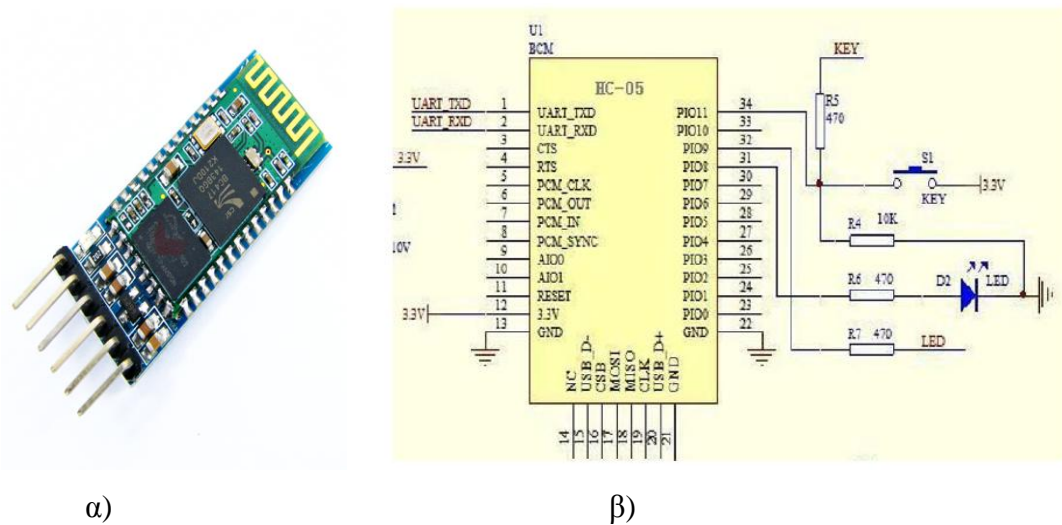 U1
BCM
HC-05
UART_TXD 1 UART_TXD
UART_RXD 2 UART_RXD
3 CTS
3.3V 4 RTS
5 PCM_CLK
6 PCM_OUT
7 PCM_IN
8 PCM_SYNC
10V 9 AIO0
10 AIO1
11 RESET
3.3V 12 3.3V
13 GND
PIO11 34
PIO10 33
PIO9 32
PIO8 31
PIO7 30
PIO6 29
PIO5 28
PIO4 27
PIO3 26
PIO2 25
PIO1 24
PIO0 23
GND 22
NC
USB_D-
CSB
MOSI
MISO
CLK
USB_D+
GND
14
15
16
17
18
19
20
21
KEY
R5
470
S1
KEY
3.3V
R4 10K
R6 470
D2 LED
R7 470
LED
α)
β)